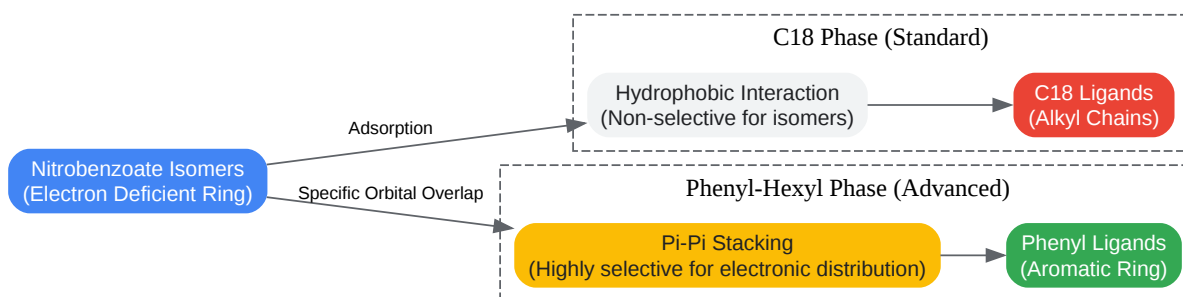 C18 Phase (Standard)
Hydrophobic Interaction
(Non-selective for isomers)
C18 Ligands
(Alkyl Chains)
Adsorption
Nitrobenzoate Isomers
(Electron Deficient Ring)
Specific Orbital Overlap
Phenyl-Hexyl Phase (Advanced)
Pi-Pi Stacking
(Highly selective for electronic distribution)
Phenyl Ligands
(Aromatic Ring)